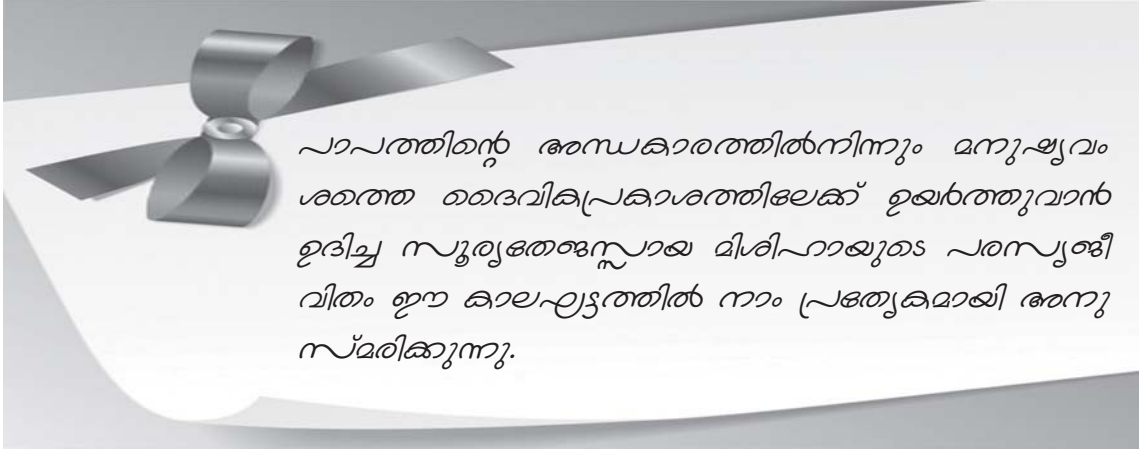 പാപത്തിന്റെ അന്ധകാരത്തിൽനിന്നും മനുഷ്യവം
ശത്തെ ദൈവികപ്രകാശത്തിലേക്ക് ഉയർത്തുവാൻ
ഉദിച്ച സൂര്യതേജസ്സായ മിശിഹായുടെ പരസ്യജീ
വിതം ഈ കാലഘട്ടത്തിൽ നാം പ്രത്യേകമായി അനു
സ്മരിക്കുന്നു.